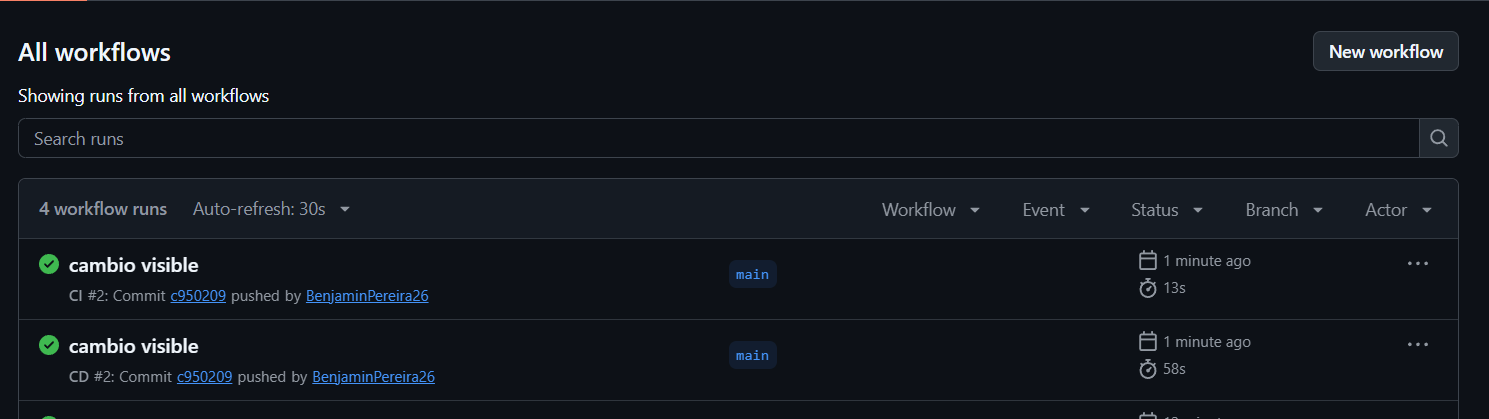 All workflows
New workflow
Showing runs from all workflows
Search runs
4 workflow runs Auto-refresh: 30s Workflow Event Status Branch Actor
cambio visible
main
1 minute ago
CI #2: Commit c950209 pushed by BenjaminPereira26
13s
cambio visible
main
1 minute ago
CD #2: Commit c950209 pushed by BenjaminPereira26
58s